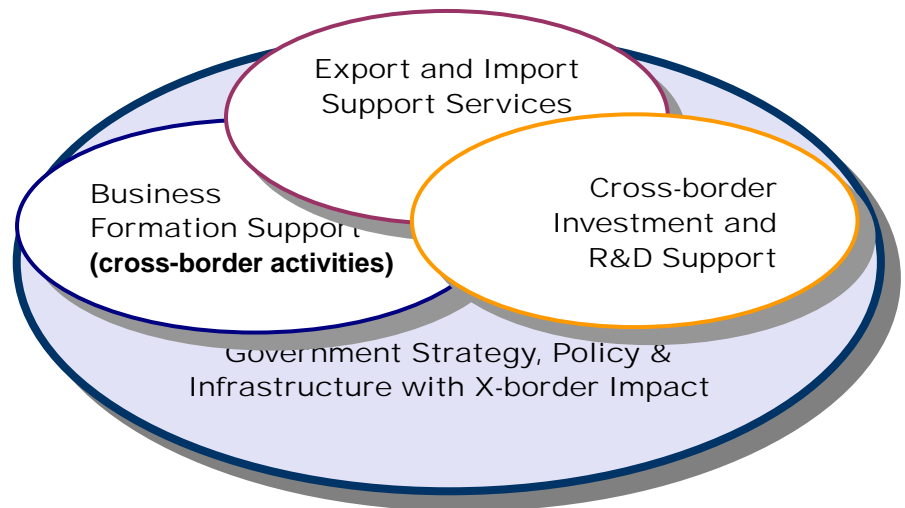 Export and Import
Support Services
Business
Formation Support
(cross-border activities)
Cross-border
Investment and
R&D Support
Government Strategy, Policy &
Infrastructure with X-border Impact